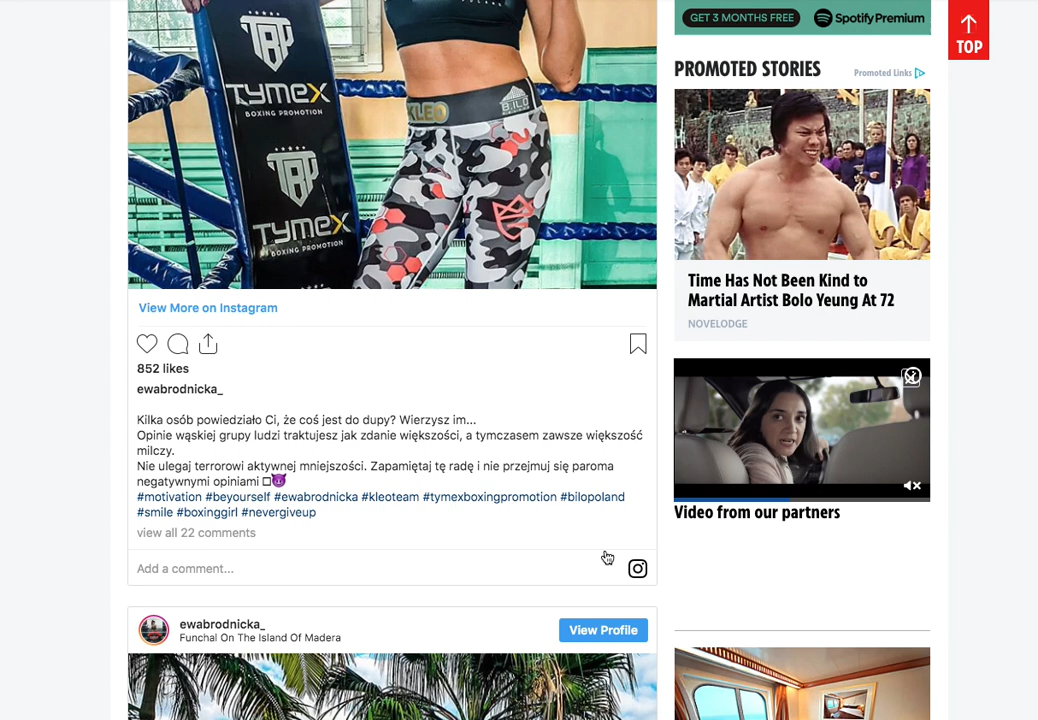 GET 3 MONTHS FREE
Spotify Premium
TOP
PROMOTED STORIES
Promoted Links
TBP
TYMEX
BOXING PROMOTION
TBP
TYMEX
BOXING PROMOTION
KLEO
B.ILO
Time Has Not Been Kind to
Martial Artist Bolo Yeung At 72
NOVELODGE
View More on Instagram
852 likes
ewabrodnicka_
Kilka osób powiedziało Ci, że coś jest do dupy? Wierzysz im...
Opinie wąskiej grupy ludzi traktujesz jak zdanie większości, a tymczasem zawsze większość
milczy.
Nie ulegaj terrorowi aktywnej mniejszości. Zapamiętaj tę radę i nie przejmuj się paroma
negatywnymi opiniami
#motivation #beyourself #ewabrodnicka #kleoteam #tymexboxingpromotion #bilopoland
#smile #boxinggirl #nevergiveup
view all 22 comments
Add a comment...
Video from our partners
ewabrodnicka_
Funchal On The Island Of Madera
View Profile